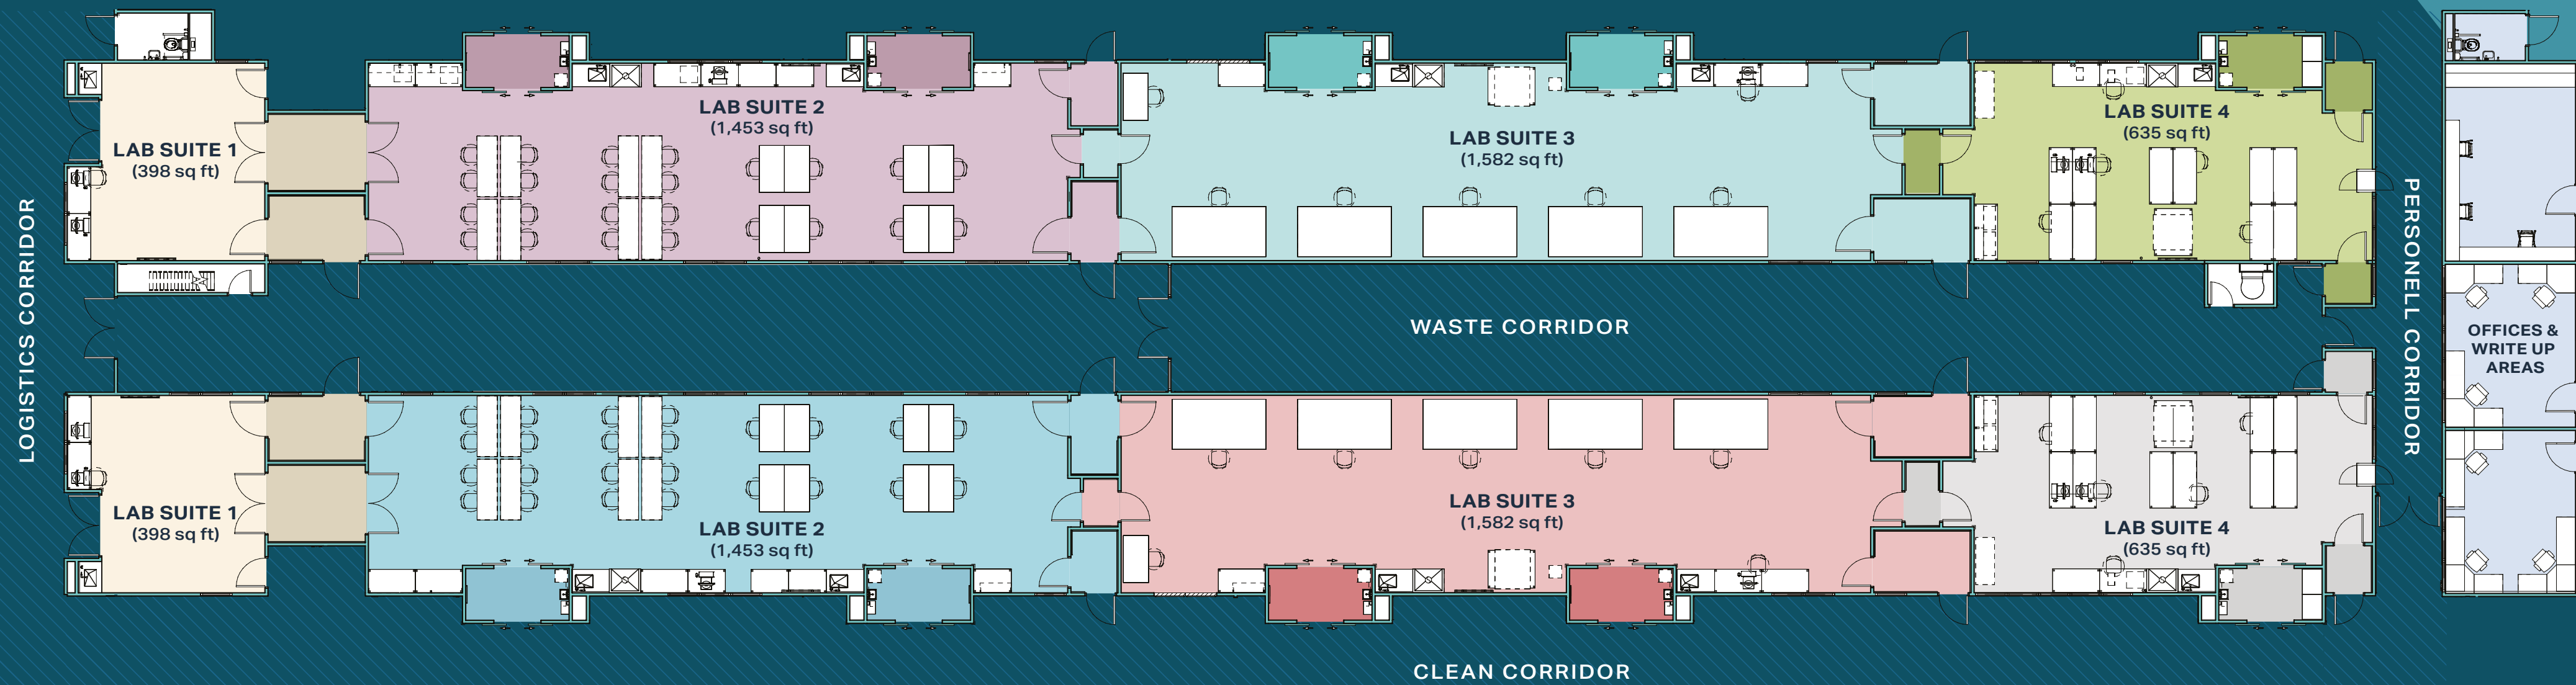 LAB SUITE 1
(398 sq ft)
LAB SUITE 2
(1,453 sq ft)
LAB SUITE 3
(1,582 sq ft)
LAB SUITE 4
(635 sq ft)
LOGISTICS CORRIDOR
WASTE CORRIDOR
PERSONELL CORRIDOR
OFFICES &
WRITE UP
AREAS
LAB SUITE 1
(398 sq ft)
LAB SUITE 2
(1,453 sq ft)
LAB SUITE 3
(1,582 sq ft)
LAB SUITE 4
(635 sq ft)
CLEAN CORRIDOR